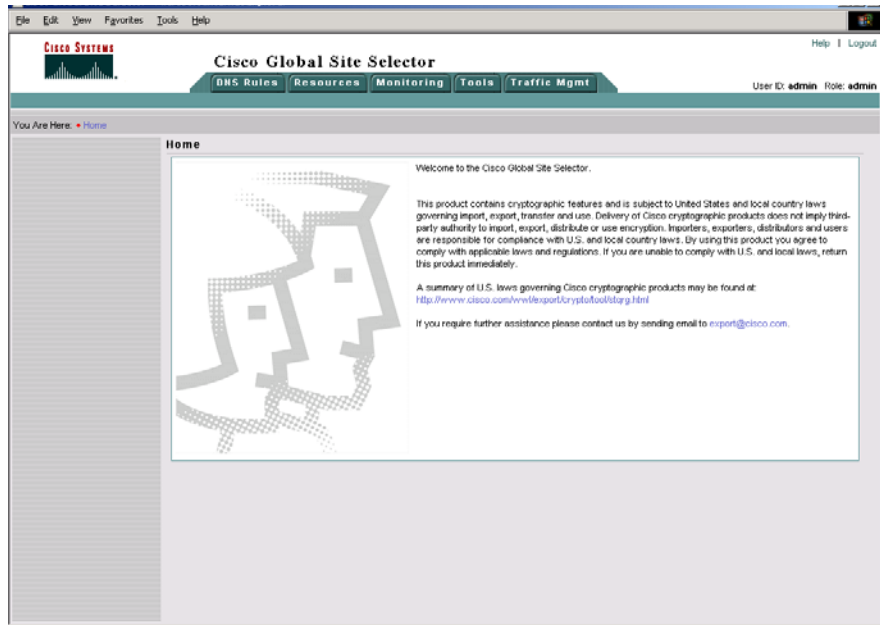 File Edit View Favorites Tools Help
CISCO SYSTEMS
Help | Logout
Cisco Global Site Selector
DNS Rules Resources Monitoring Tools Traffic Mgmt
User ID: admin Role: admin
You Are Here: • Home
Home
Welcome to the Cisco Global Site Selector.
This product contains cryptographic features and is subject to United States and local country laws
governing import, export, transfer and use. Delivery of Cisco cryptographic products does not imply third-
party authority to import, export, distribute or use encryption. Importers, exporters, distributors and users
are responsible for compliance with U.S. and local country laws. By using this product you agree to
comply with applicable laws and regulations. If you are unable to comply with U.S. and local laws, return
this product immediately.
A summary of U.S. laws governing Cisco cryptographic products may be found at:
http://www.cisco.com/wwl/export/crypto/tool/stqrg.html
If you require further assistance please contact us by sending email to export@cisco.com.